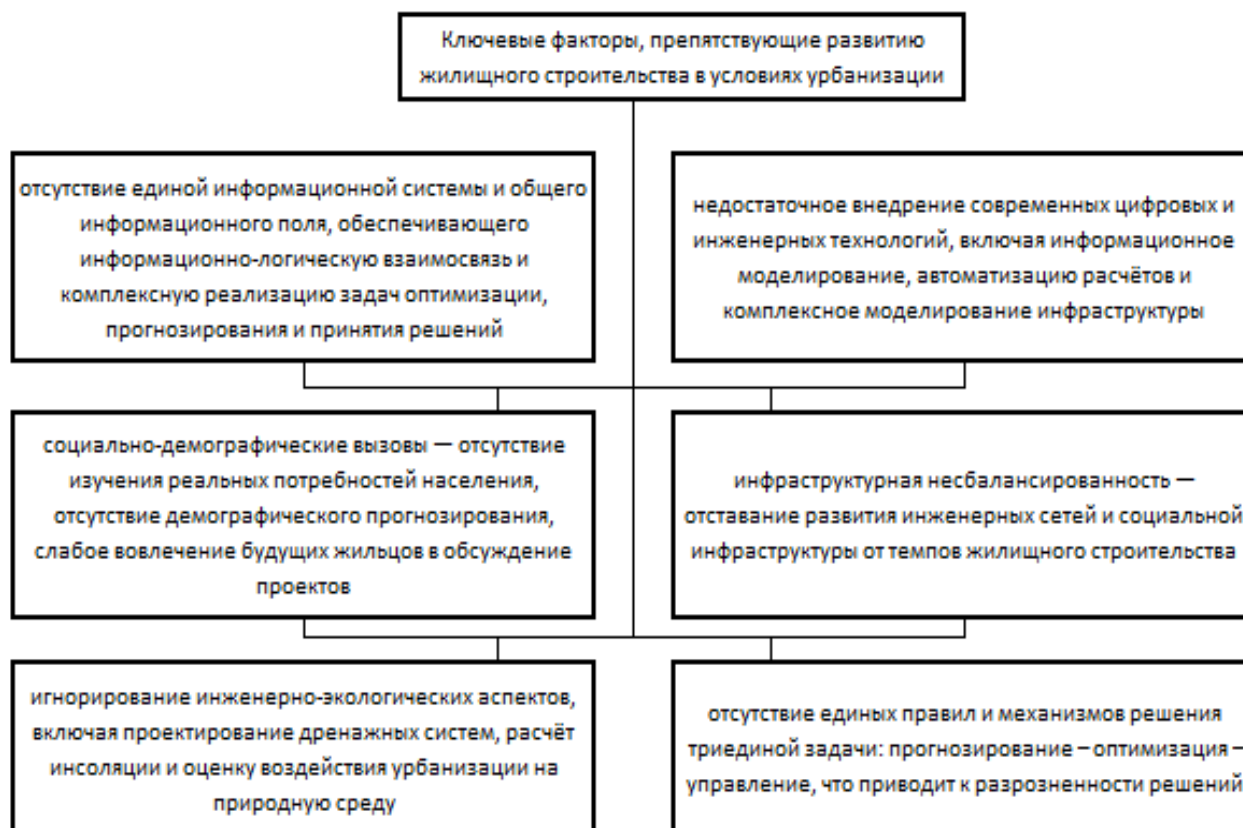 Ключевые факторы, препятствующие развитию
жилищного строительства в условиях урбанизации
отсутствие единой информационной системы и общего
информационного поля, обеспечивающего
информационно-логическую взаимосвязь и
комплексную реализацию задач оптимизации,
прогнозирования и принятия решений
недостаточное внедрение современных цифровых и
инженерных технологий, включая информационное
моделирование, автоматизацию расчётов и
комплексное моделирование инфраструктуры
социально-демографические вызовы — отсутствие
изучения реальных потребностей населения,
отсутствие демографического прогнозирования,
слабое вовлечение будущих жильцов в обсуждение
проектов
инфраструктурная несбалансированность —
отставание развития инженерных сетей и социальной
инфраструктуры от темпов жилищного строительства
игнорирование инженерно-экологических аспектов,
включая проектирование дренажных систем, расчёт
инсоляции и оценку воздействия урбанизации на
природную среду
отсутствие единых правил и механизмов решения
триединой задачи: прогнозирование – оптимизация –
управление, что приводит к разрозненности решений